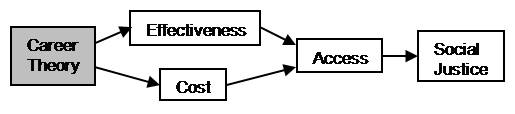 Career
Theory
Effectiveness
Cost
Access
Social
Justice